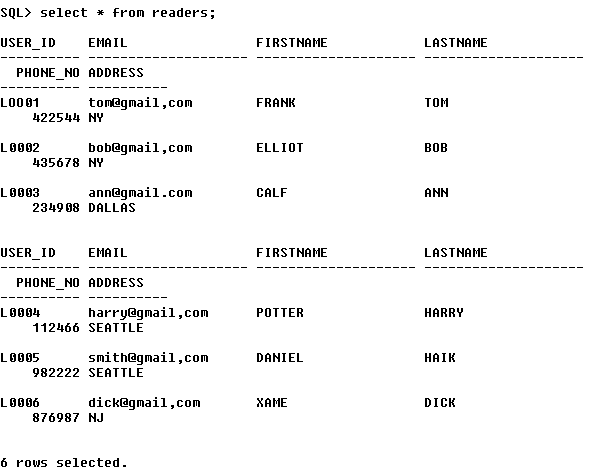 SQL> select * from readers;
USER_ID    EMAIL                FIRSTNAME            LASTNAME
---------- -------------------- -------------------- --------------------
  PHONE_NO ADDRESS
---------- ----------
LOOO1      tom@gmail,com        FRANK                TOM
    422544 NY
L0002      bob@gmail,com        ELLIOT               BOB
    435678 NY
L0003      ann@gmail.com        CALF                 ANN
    234908 DALLAS
USER_ID    EMAIL                FIRSTNAME            LASTNAME
---------- -------------------- -------------------- --------------------
  PHONE_NO ADDRESS
---------- ----------
L0004      harry@gmail,com      POTTER               HARRY
    112466 SEATTLE
L0005      smith@gmail,com      DANIEL               HAIK
    982222 SEATTLE
L0006      dick@gmail,com       XAME                 DICK
    876987 NJ
6 rows selected.